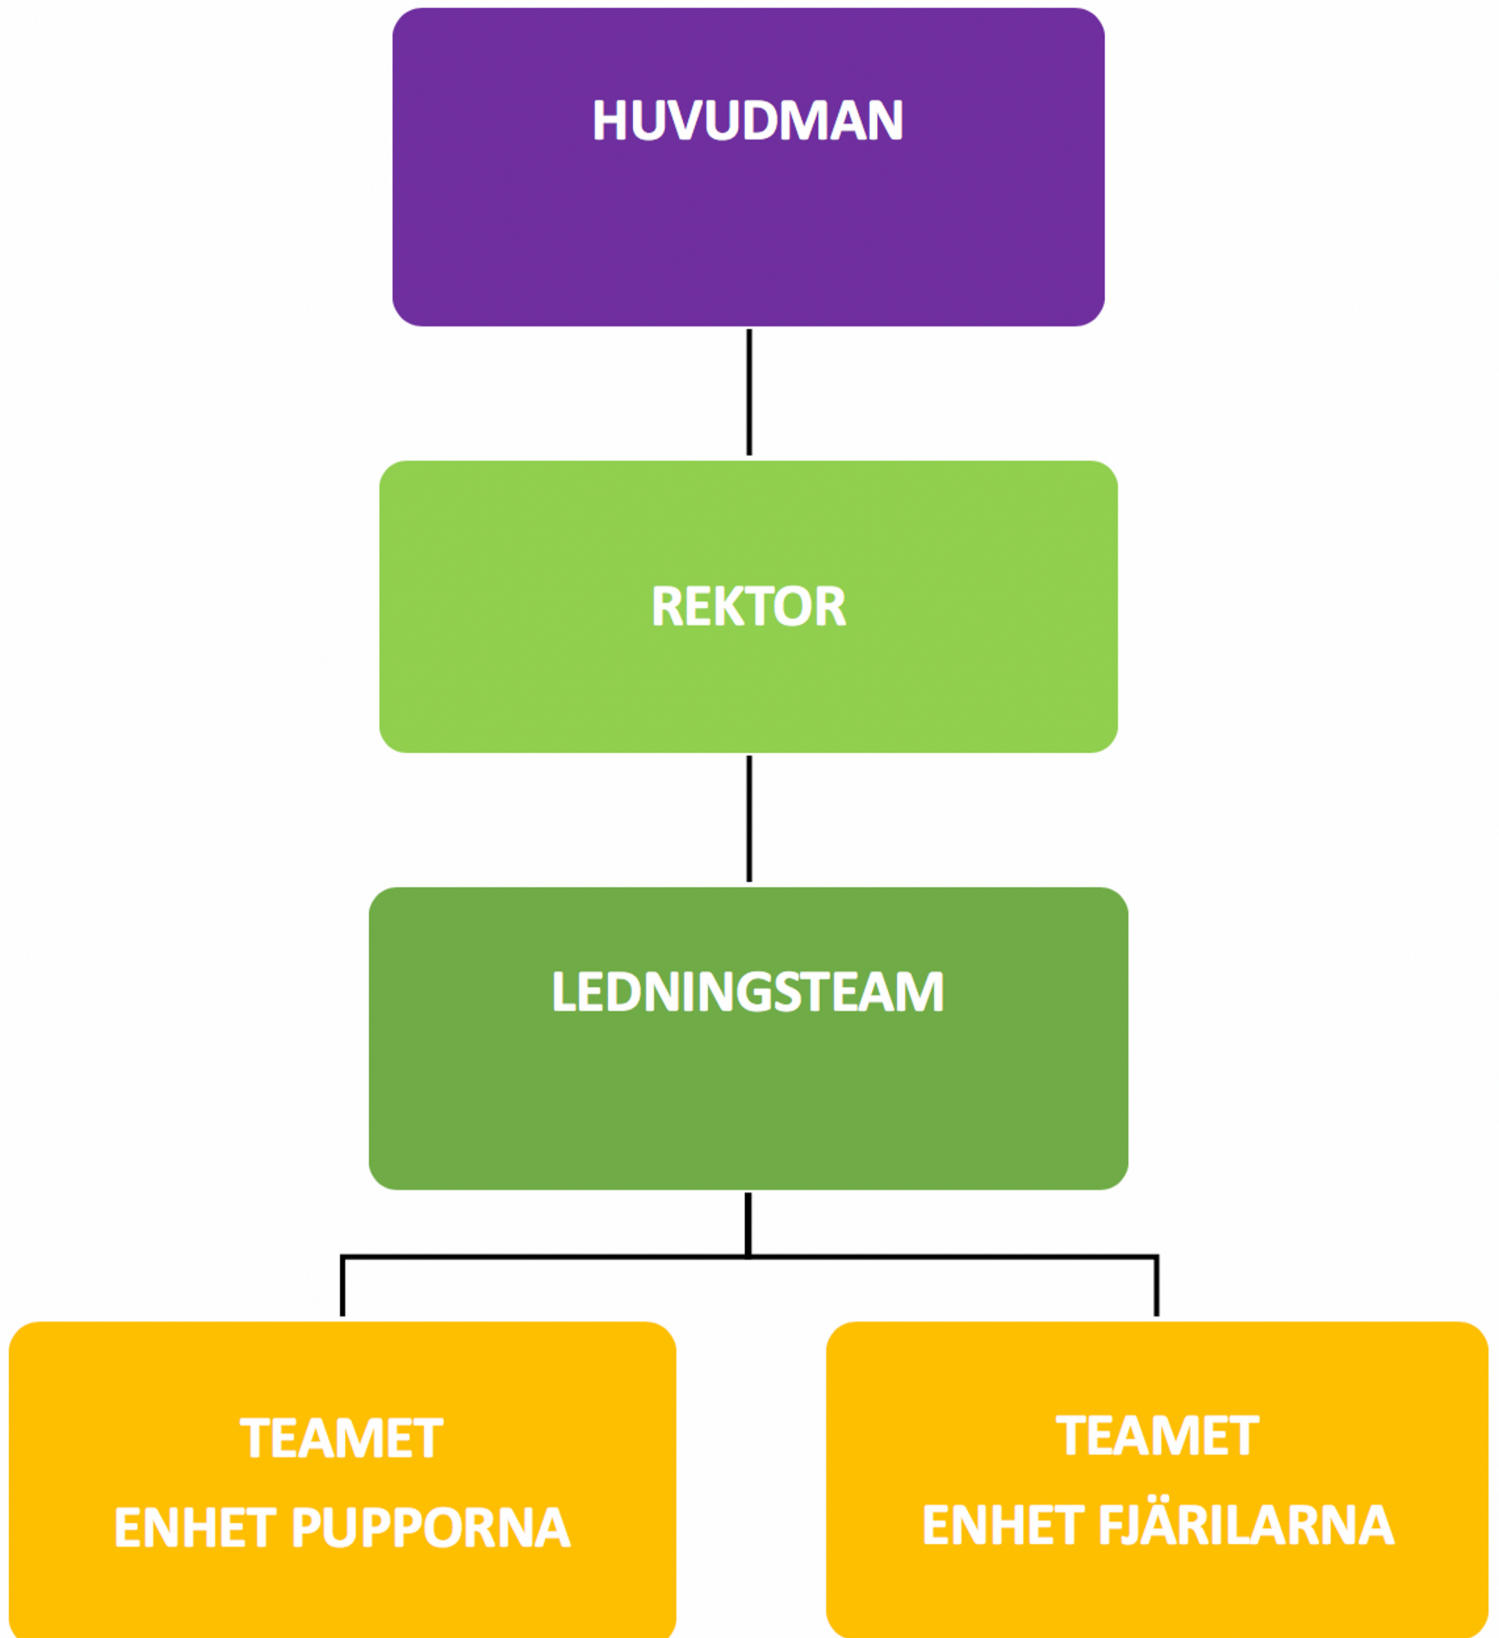 HUVUDMAN
REKTOR
LEDNINGSTEAM
TEAMET
ENHET PUPPORNA
TEAMET
ENHET FJÄRILARNA